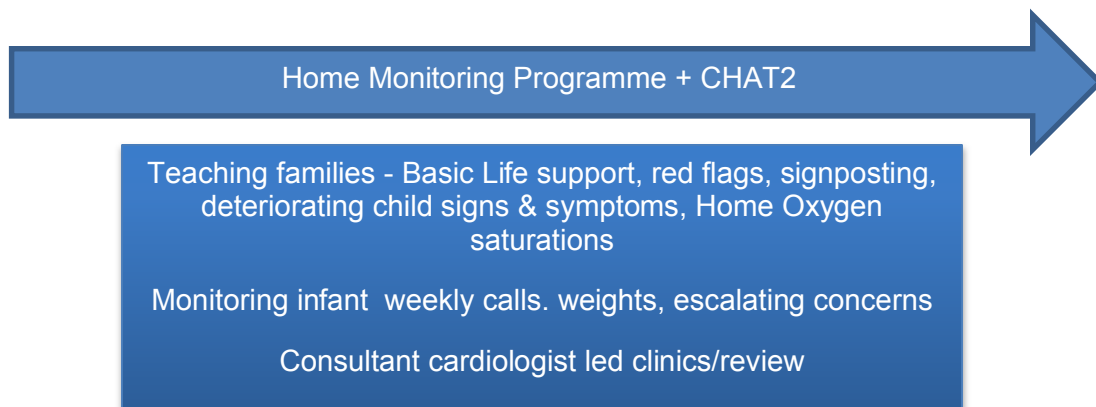 Home Monitoring Programme + CHAT2
Teaching families - Basic Life support, red flags, signposting,
deteriorating child signs & symptoms, Home Oxygen
saturations
Monitoring infant  weekly calls. weights, escalating concerns
Consultant cardiologist led clinics/review